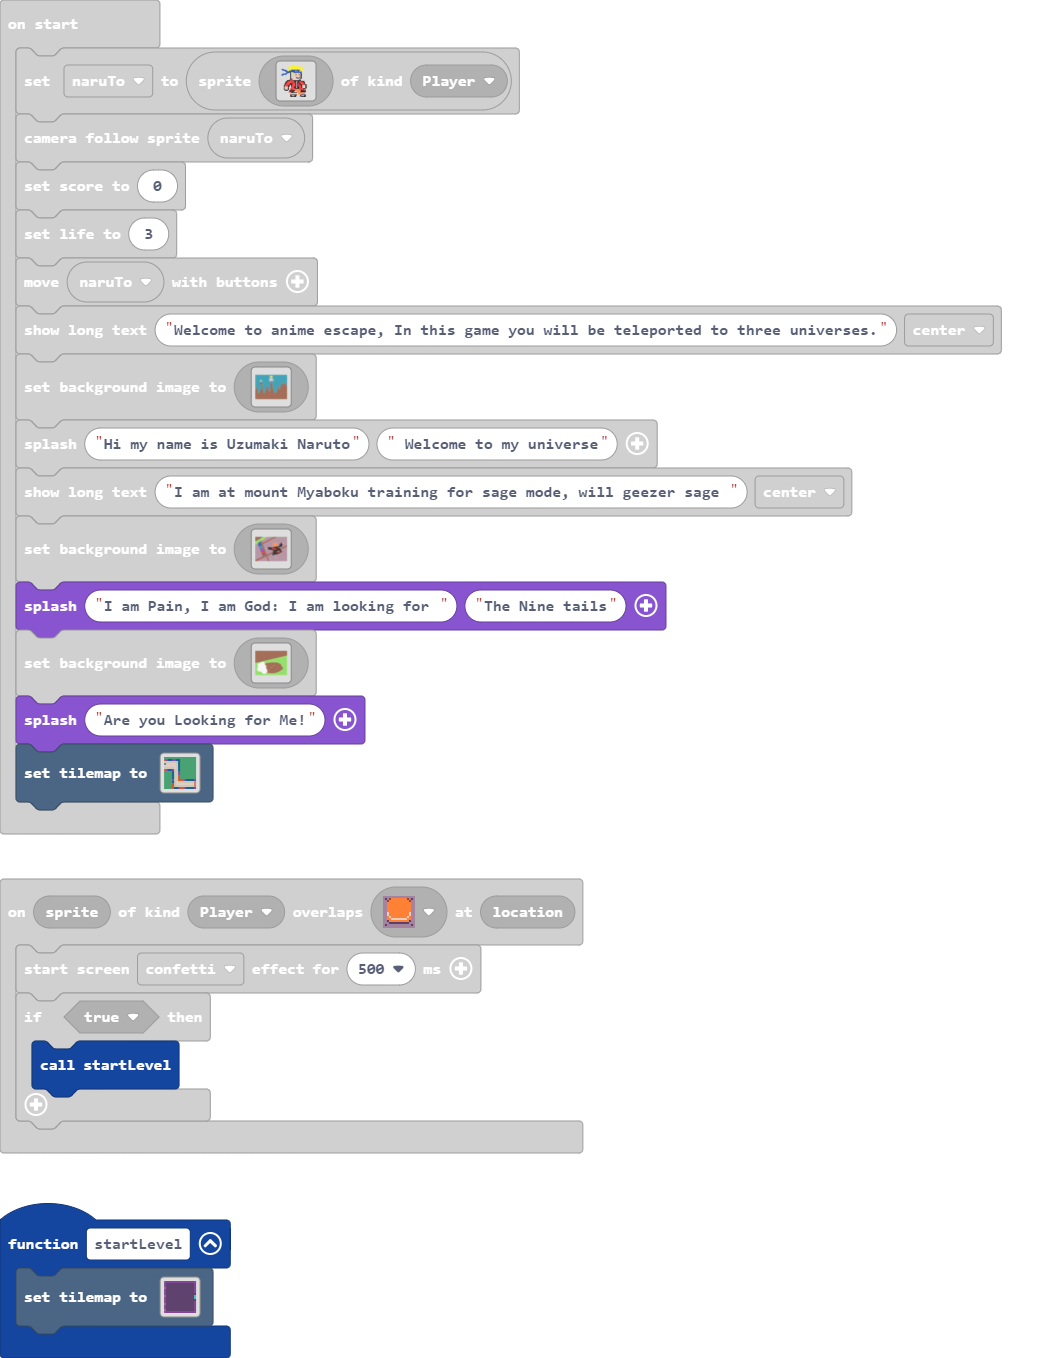 on start
set naruTo to sprite of kind Player
camera follow sprite naruTo
set score to 0
set life to 3
move naruTo with buttons
show long text "Welcome to anime escape, In this game you will be teleported to three universes." center
set background image to
splash "Hi my name is Uzumaki Naruto" " Welcome to my universe"
show long text "I am at mount Myaboku training for sage mode, will geezer sage " center
set background image to
splash "I am Pain, I am God: I am looking for " "The Nine tails"
set background image to
splash "Are you Looking for Me!"
set tilemap to
on sprite of kind Player overlaps at location
start screen confetti effect for 500 ms
if true then
call startLevel
function startLevel
set tilemap to